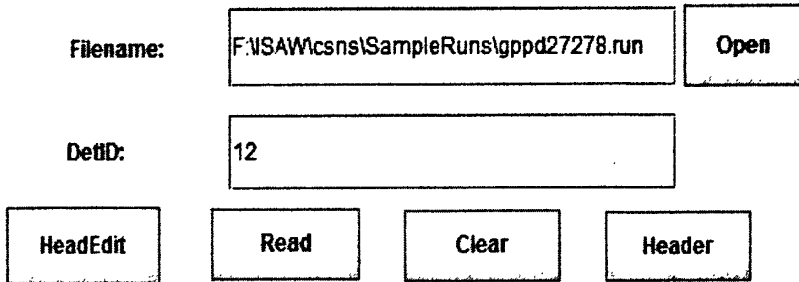 Filename: F:\ISAW\csns\SampleRuns\gppd27278.run Open
DetID: 12
HeadEdit Read Clear Header